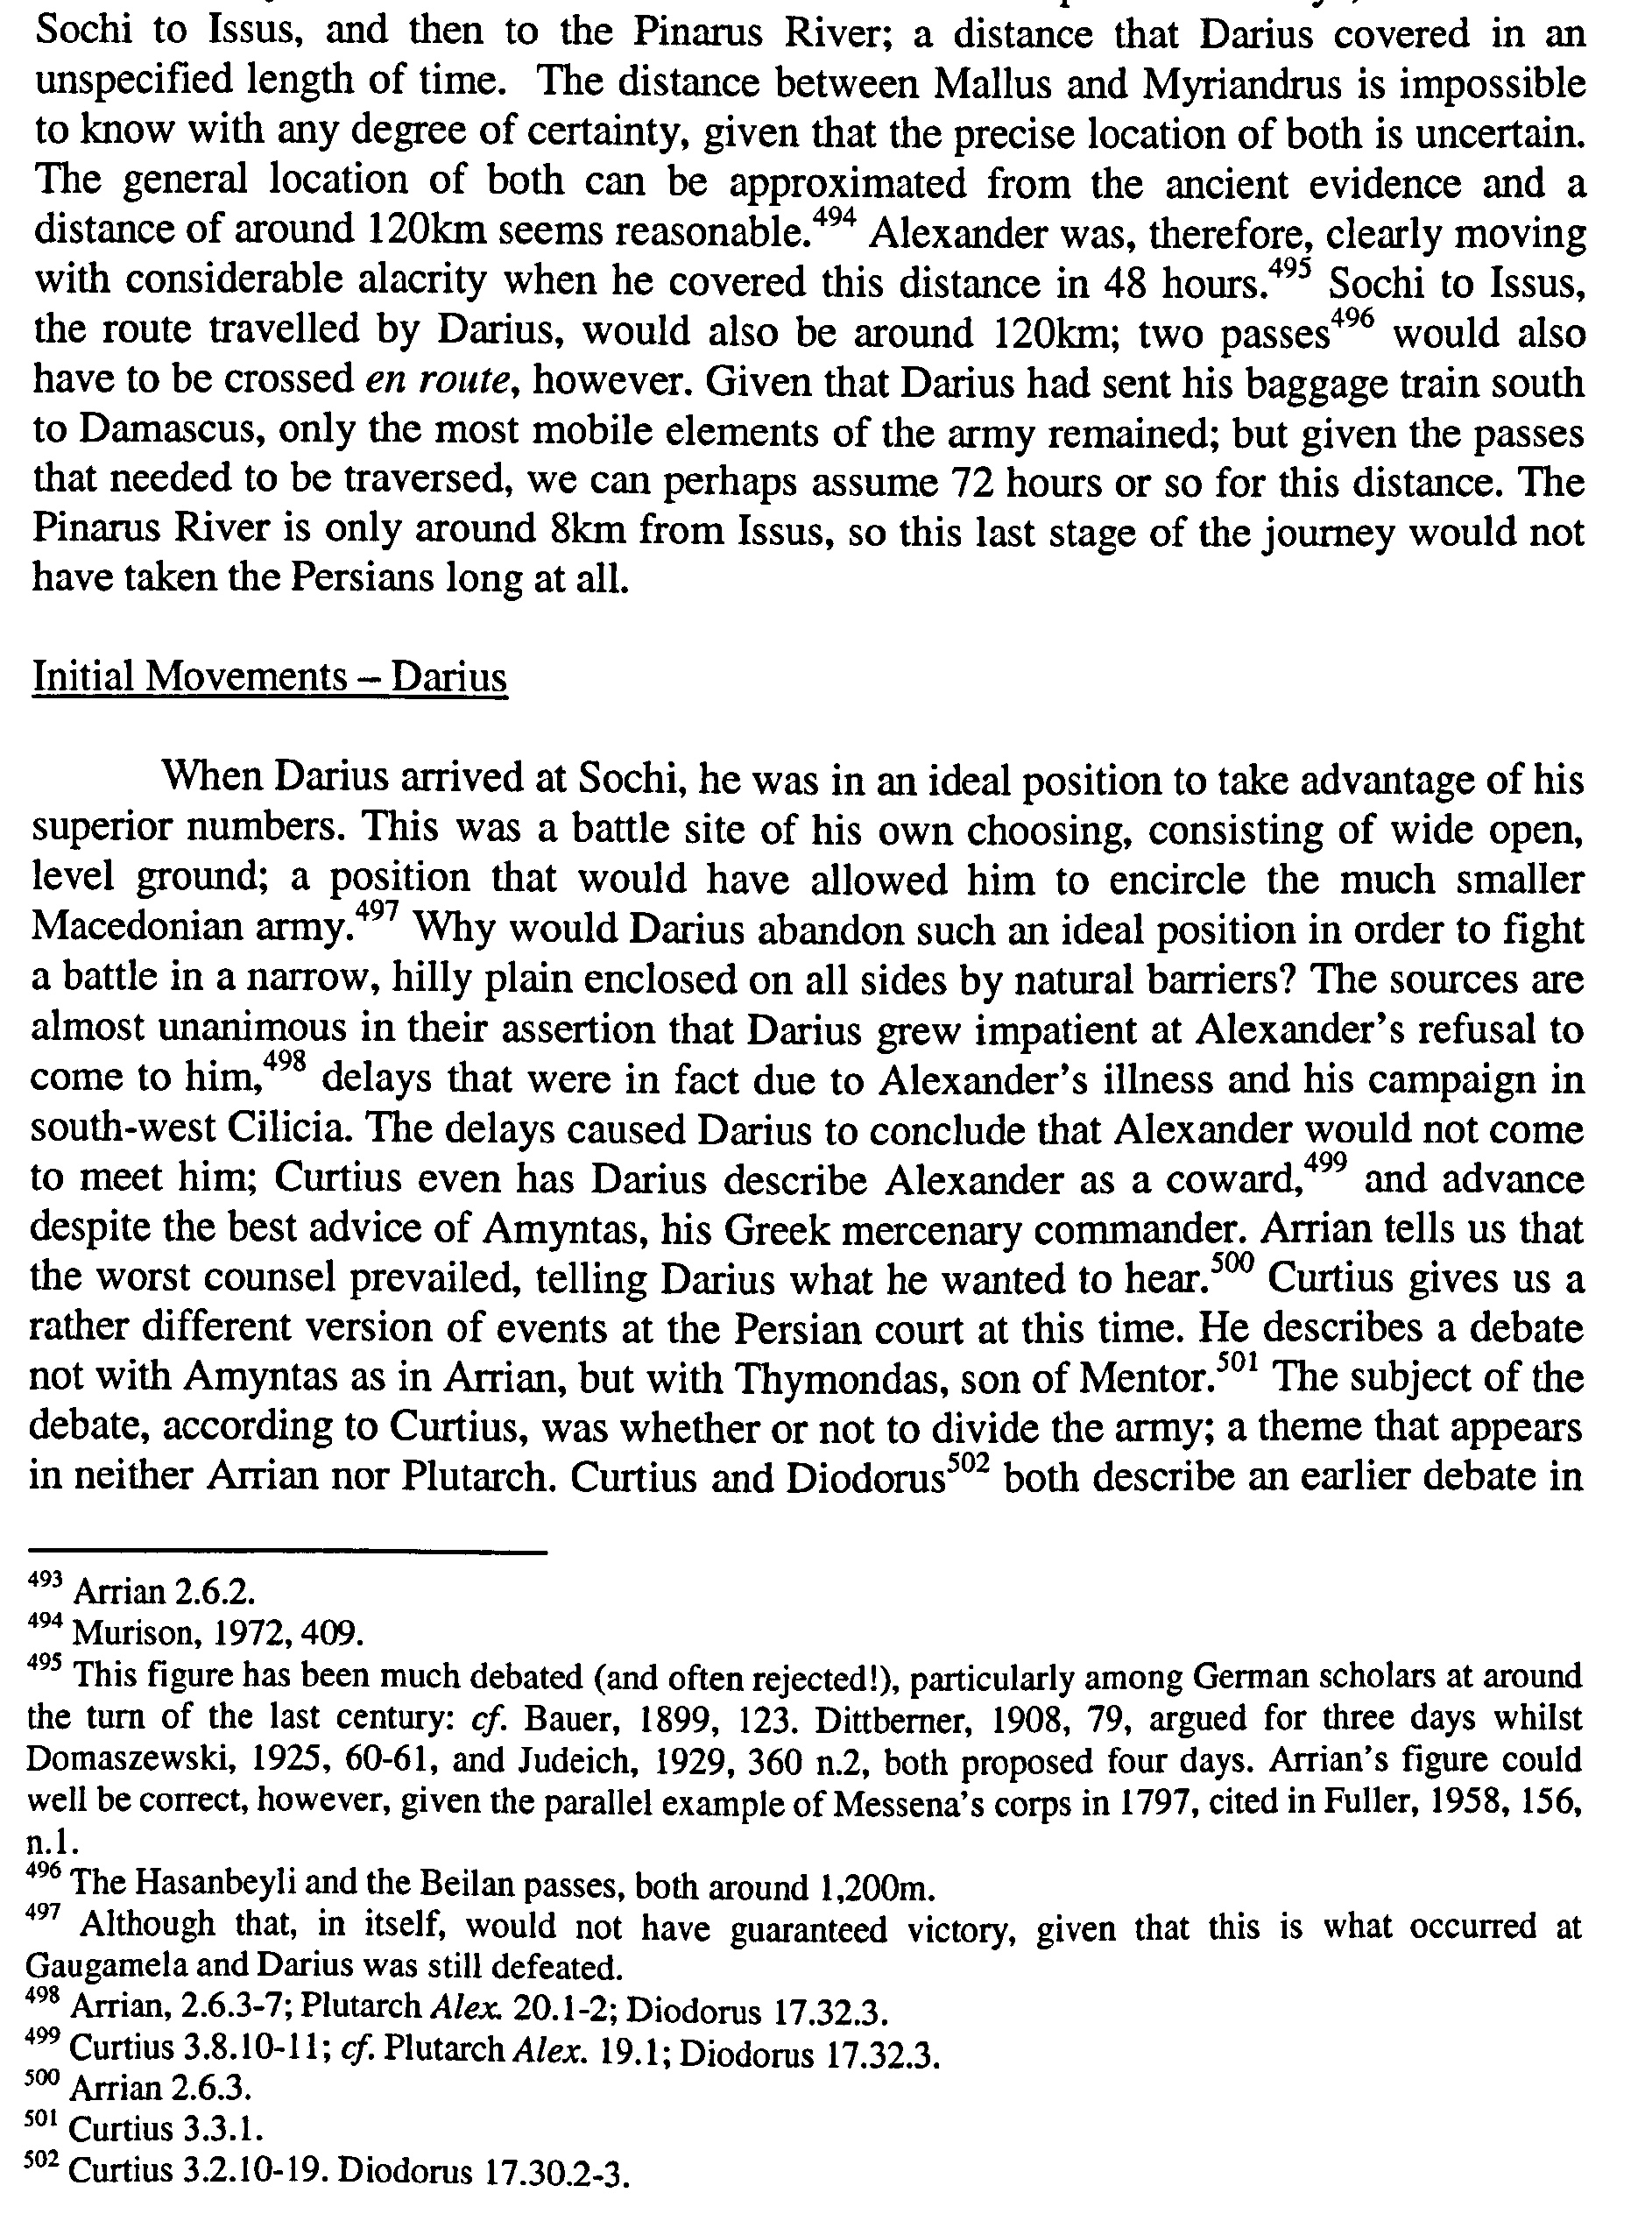 Sochi to Issus, and then to the Pinarus River; a distance that Darius covered in an
unspecified length of time. The distance between Mallus and Myriandrus is impossible
to know with any degree of certainty, given that the precise location of both is uncertain.
The general location of both can be approximated from the ancient evidence and a
distance of around 120km seems reasonable.494 Alexander was, therefore, clearly moving
with considerable alacrity when he covered this distance in 48 hours.495 Sochi to Issus,
the route travelled by Darius, would also be around 120km; two passes496 would also
have to be crossed en route, however. Given that Darius had sent his baggage train south
to Damascus, only the most mobile elements of the army remained; but given the passes
that needed to be traversed, we can perhaps assume 72 hours or so for this distance. The
Pinarus River is only around 8km from Issus, so this last stage of the journey would not
have taken the Persians long at all.
Initial Movements – Darius
When Darius arrived at Sochi, he was in an ideal position to take advantage of his
superior numbers. This was a battle site of his own choosing, consisting of wide open,
level ground; a position that would have allowed him to encircle the much smaller
Macedonian army.497 Why would Darius abandon such an ideal position in order to fight
a battle in a narrow, hilly plain enclosed on all sides by natural barriers? The sources are
almost unanimous in their assertion that Darius grew impatient at Alexander's refusal to
come to him,498 delays that were in fact due to Alexander's illness and his campaign in
south-west Cilicia. The delays caused Darius to conclude that Alexander would not come
to meet him; Curtius even has Darius describe Alexander as a coward,499 and advance
despite the best advice of Amyntas, his Greek mercenary commander. Arrian tells us that
the worst counsel prevailed, telling Darius what he wanted to hear.500 Curtius gives us a
rather different version of events at the Persian court at this time. He describes a debate
not with Amyntas as in Arrian, but with Thymondas, son of Mentor.501 The subject of the
debate, according to Curtius, was whether or not to divide the army; a theme that appears
in neither Arrian nor Plutarch. Curtius and Diodorus502 both describe an earlier debate in
493 Arrian 2.6.2.
494 Murison, 1972, 409.
495 This figure has been much debated (and often rejected!), particularly among German scholars at around
the turn of the last century: cf. Bauer, 1899, 123. Dittberner, 1908, 79, argued for three days whilst
Domaszewski, 1925, 60-61, and Judeich, 1929, 360 n.2, both proposed four days. Arrian's figure could
well be correct, however, given the parallel example of Messena's corps in 1797, cited in Fuller, 1958, 156,
n.1.
496 The Hasanbeyli and the Beilan passes, both around 1,200m.
497 Although that, in itself, would not have guaranteed victory, given that this is what occurred at
Gaugamela and Darius was still defeated.
498 Arrian, 2.6.3-7; Plutarch Alex. 20.1-2; Diodorus 17.32.3.
499 Curtius 3.8.10-11; cf. Plutarch Alex. 19.1; Diodorus 17.32.3.
500 Arrian 2.6.3.
501 Curtius 3.3.1.
502 Curtius 3.2.10-19. Diodorus 17.30.2-3.